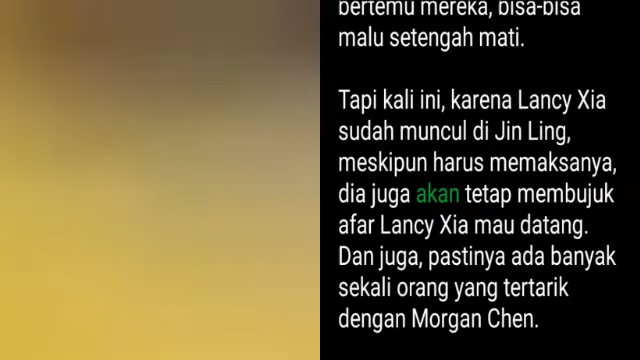 bertemu mereka, bisa-bisa
malu setengah mati.
Tapi kali ini, karena Lancy Xia
sudah muncul di Jin Ling,
meskipun harus memaksanya,
dia juga akan tetap membujuk
afar Lancy Xia mau datang.
Dan juga, pastinya ada banyak
sekali orang yang tertarik
dengan Morgan Chen.